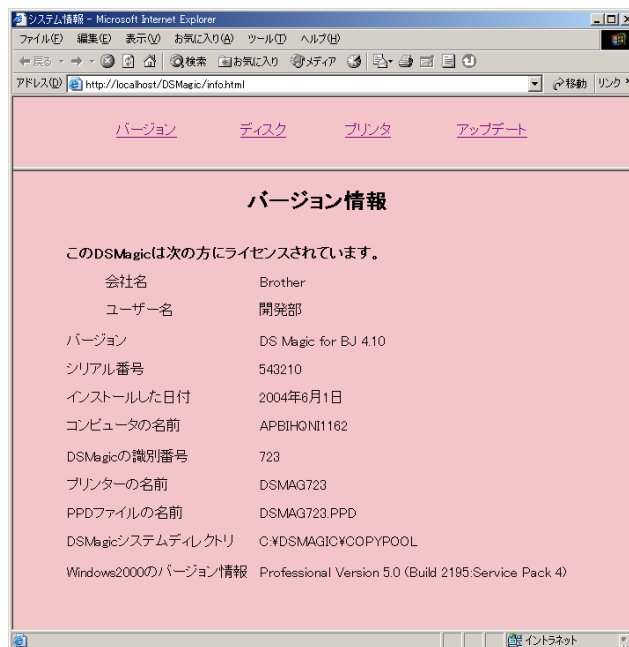 システム情報 - Microsoft Internet Explorer
ファイル(F) 編集(E) 表示(V) お気に入り(A) ツール(T) ヘルプ(H)
戻る 検索 お気に入り メディア
アドレス(D) http://localhost/DSMagic/info.html 移動 リンク
バージョン ディスク プリンタ アップデート
バージョン情報
このDSMagicは次の方にライセンスされています。
会社名 Brother
ユーザー名 開発部
バージョン DS Magic for BJ 4.10
シリアル番号 543210
インストールした日付 2004年6月1日
コンピュータの名前 APBIHQNI1162
DSMagicの識別番号 723
プリンターの名前 DSMAG723
PPDファイルの名前 DSMAG723.PPD
DSMagicシステムディレクトリ C:¥DSMAGIC¥COPYPOOL
Windows2000のバージョン情報 Professional Version 5.0 (Build 2195:Service Pack 4)
イントラネット